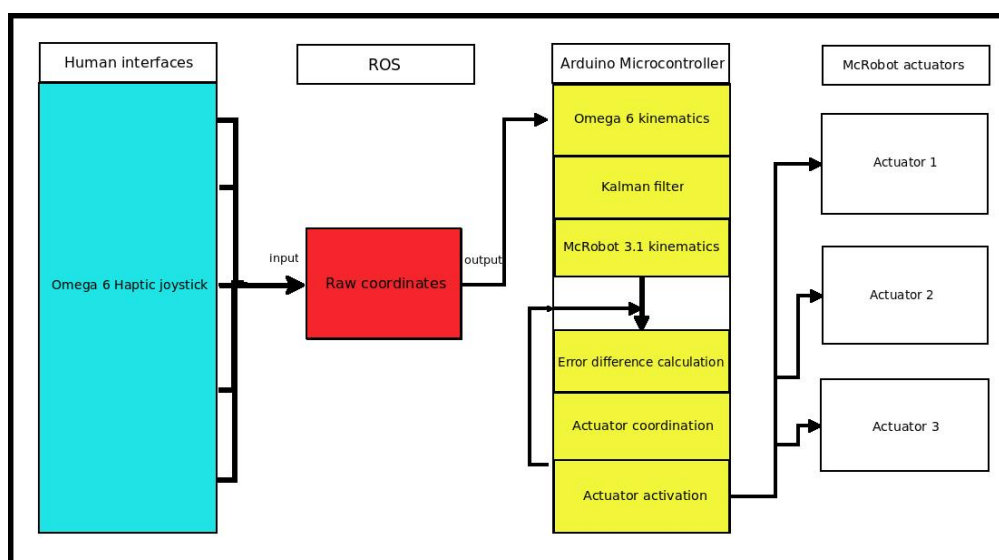 Human interfaces
ROS
Arduino Microcontroller
McRobot actuators
Omega 6 Haptic joystick
input
Raw coordinates
output
Omega 6 kinematics
Kalman filter
McRobot 3.1 kinematics
Error difference calculation
Actuator coordination
Actuator activation
Actuator 1
Actuator 2
Actuator 3